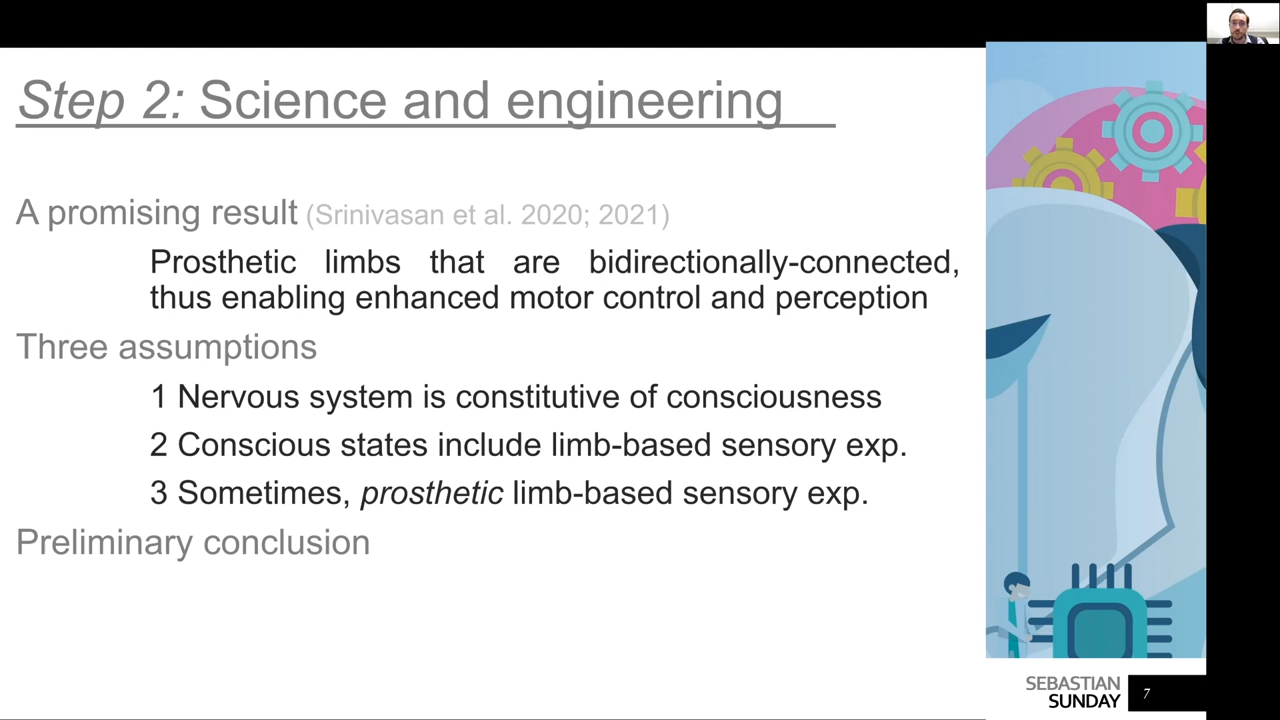 Step 2: Science and engineering
A promising result (Srinivasan et al. 2020; 2021)
Prosthetic limbs that are bidirectionally-connected,
thus enabling enhanced motor control and perception
Three assumptions
1 Nervous system is constitutive of consciousness
2 Conscious states include limb-based sensory exp.
3 Sometimes, prosthetic limb-based sensory exp.
Preliminary conclusion
SEBASTIAN
SUNDAY
7